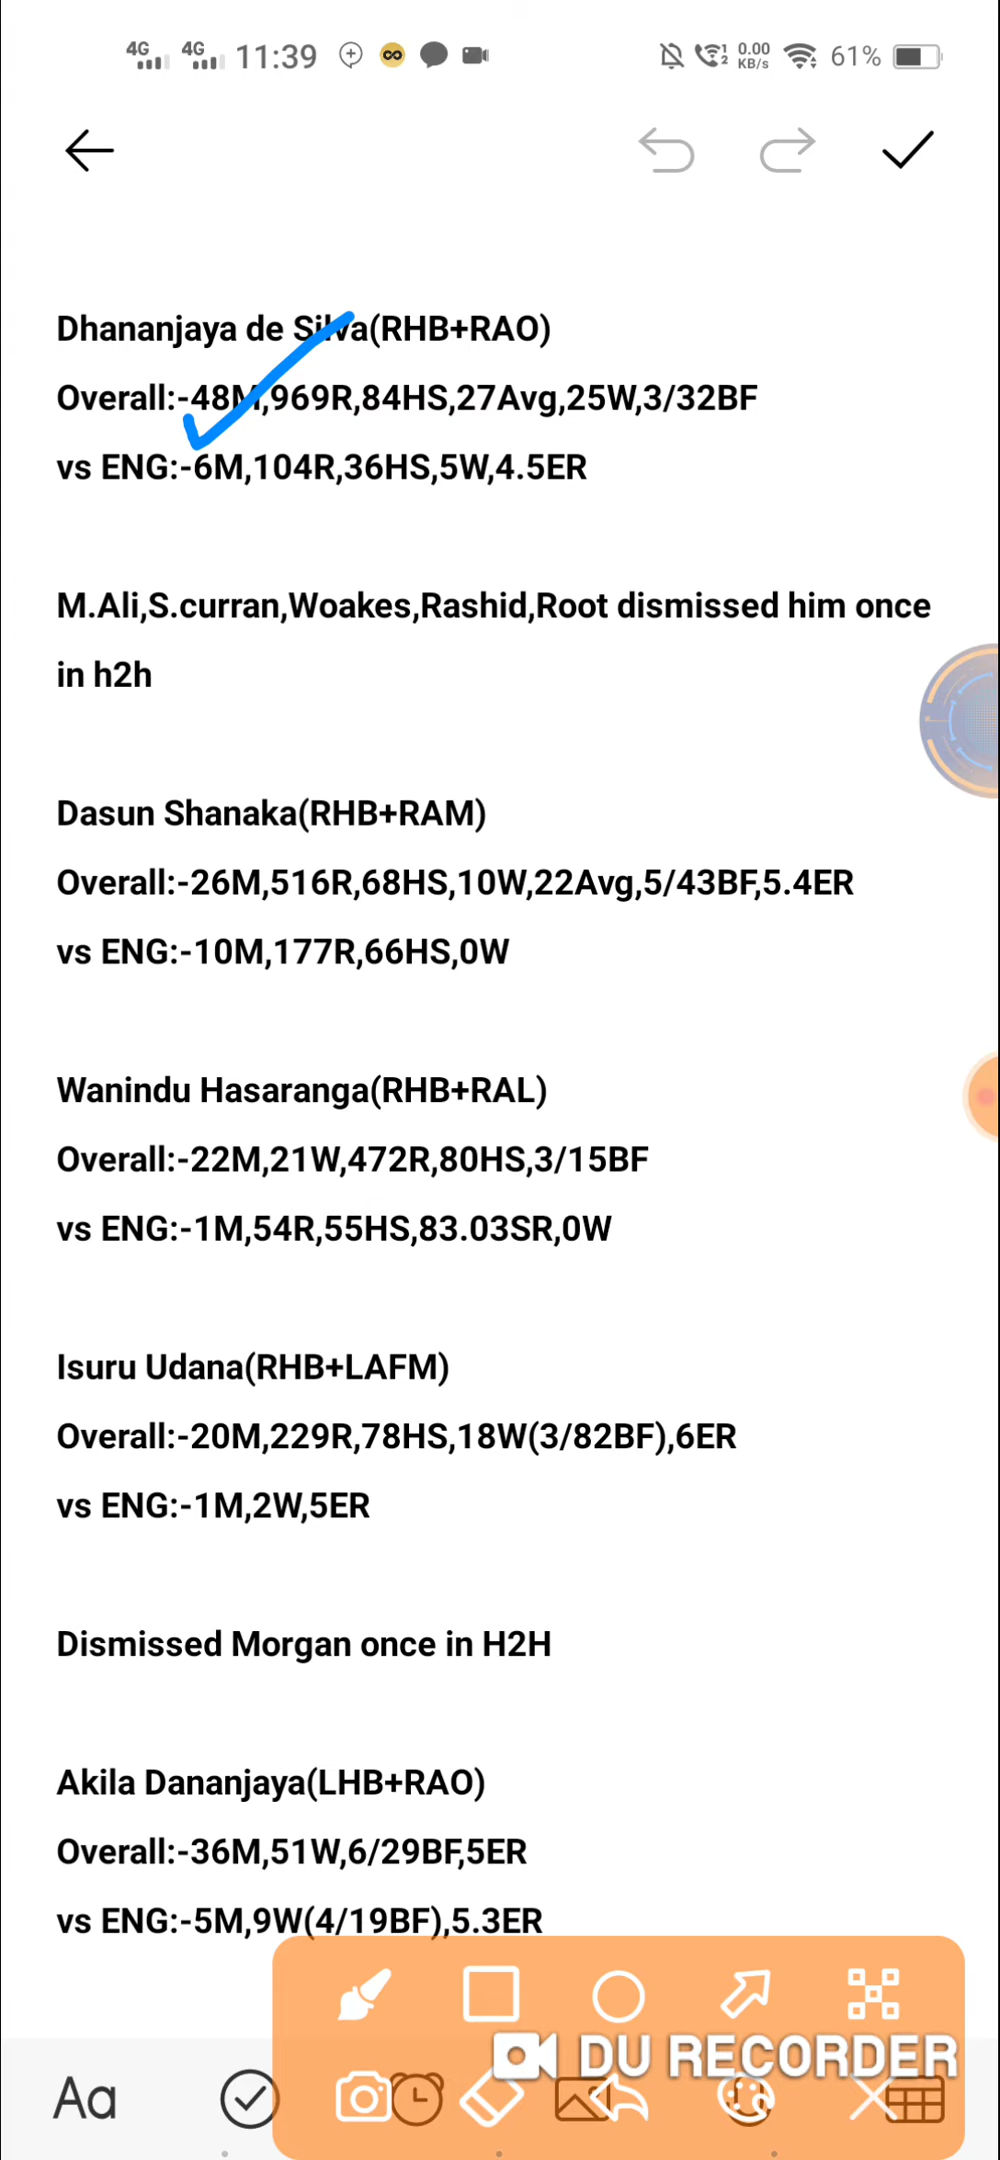 4G 4G 11:39 0.00 KB/s 61%
Dhananjaya de Silva(RHB+RAO)
Overall:-48M,969R,84HS,27Avg,25W,3/32BF
vs ENG:-6M,104R,36HS,5W,4.5ER
M.Ali,S.curran,Woakes,Rashid,Root dismissed him once
in h2h
Dasun Shanaka(RHB+RAM)
Overall:-26M,516R,68HS,10W,22Avg,5/43BF,5.4ER
vs ENG:-10M,177R,66HS,0W
Wanindu Hasaranga(RHB+RAL)
Overall:-22M,21W,472R,80HS,3/15BF
vs ENG:-1M,54R,55HS,83.03SR,0W
Isuru Udana(RHB+LAFM)
Overall:-20M,229R,78HS,18W(3/82BF),6ER
vs ENG:-1M,2W,5ER
Dismissed Morgan once in H2H
Akila Dananjaya(LHB+RAO)
Overall:-36M,51W,6/29BF,5ER
vs ENG:-5M,9W(4/19BF),5.3ER
DU RECORDER
Aa